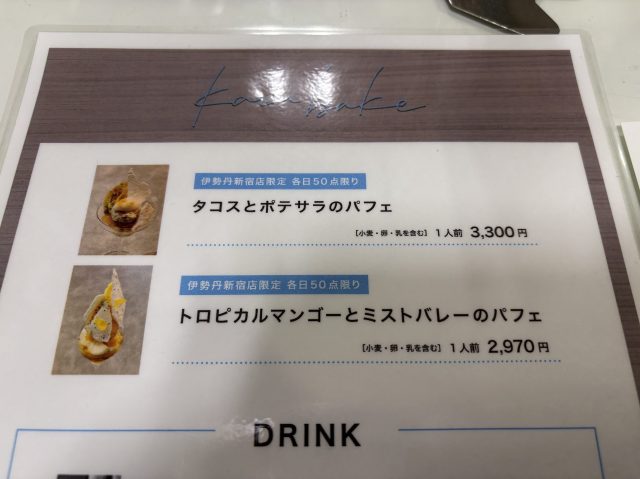 伊勢丹新宿店限定 各日50点限り
タコスとポテサラのパフェ
[小麦・卵・乳を含む] 1人前 3,300円
伊勢丹新宿店限定 各日50点限り
トロピカルマンゴーとミストバレーのパフェ
[小麦・卵・乳を含む] 1人前 2,970円
DRINK